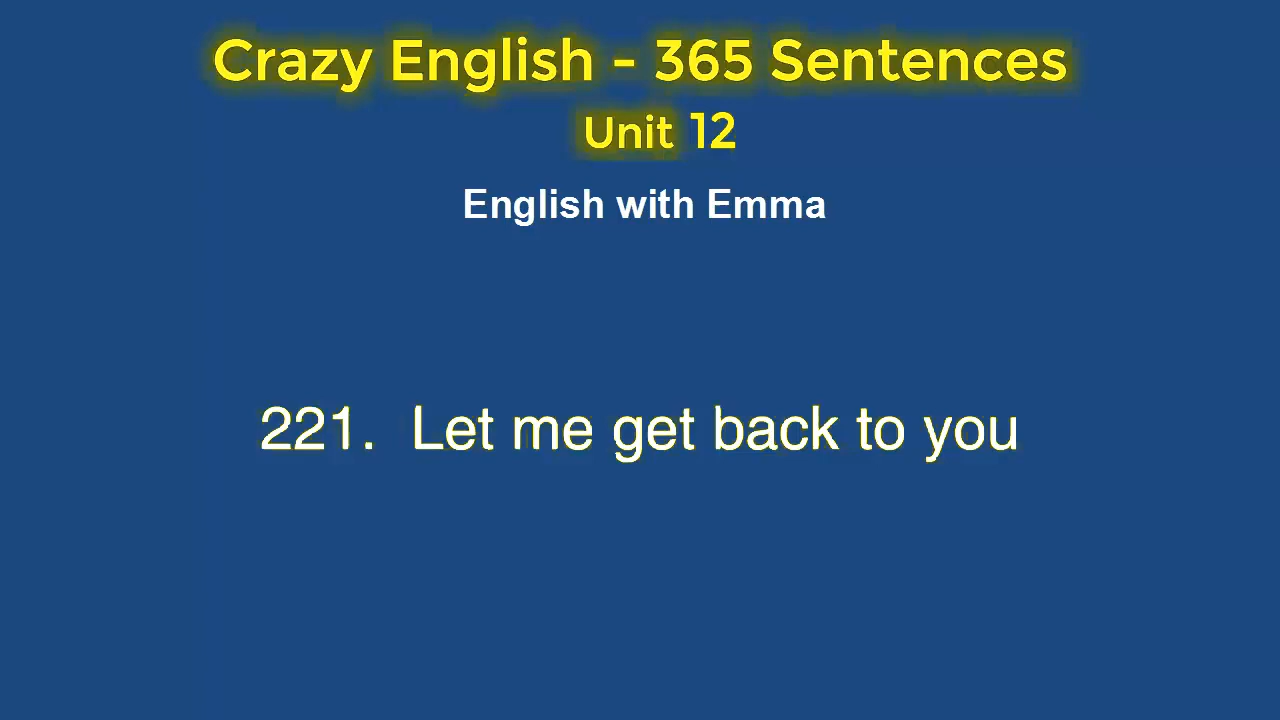 Crazy English - 365 Sentences
Unit 12
English with Emma
221. Let me get back to you